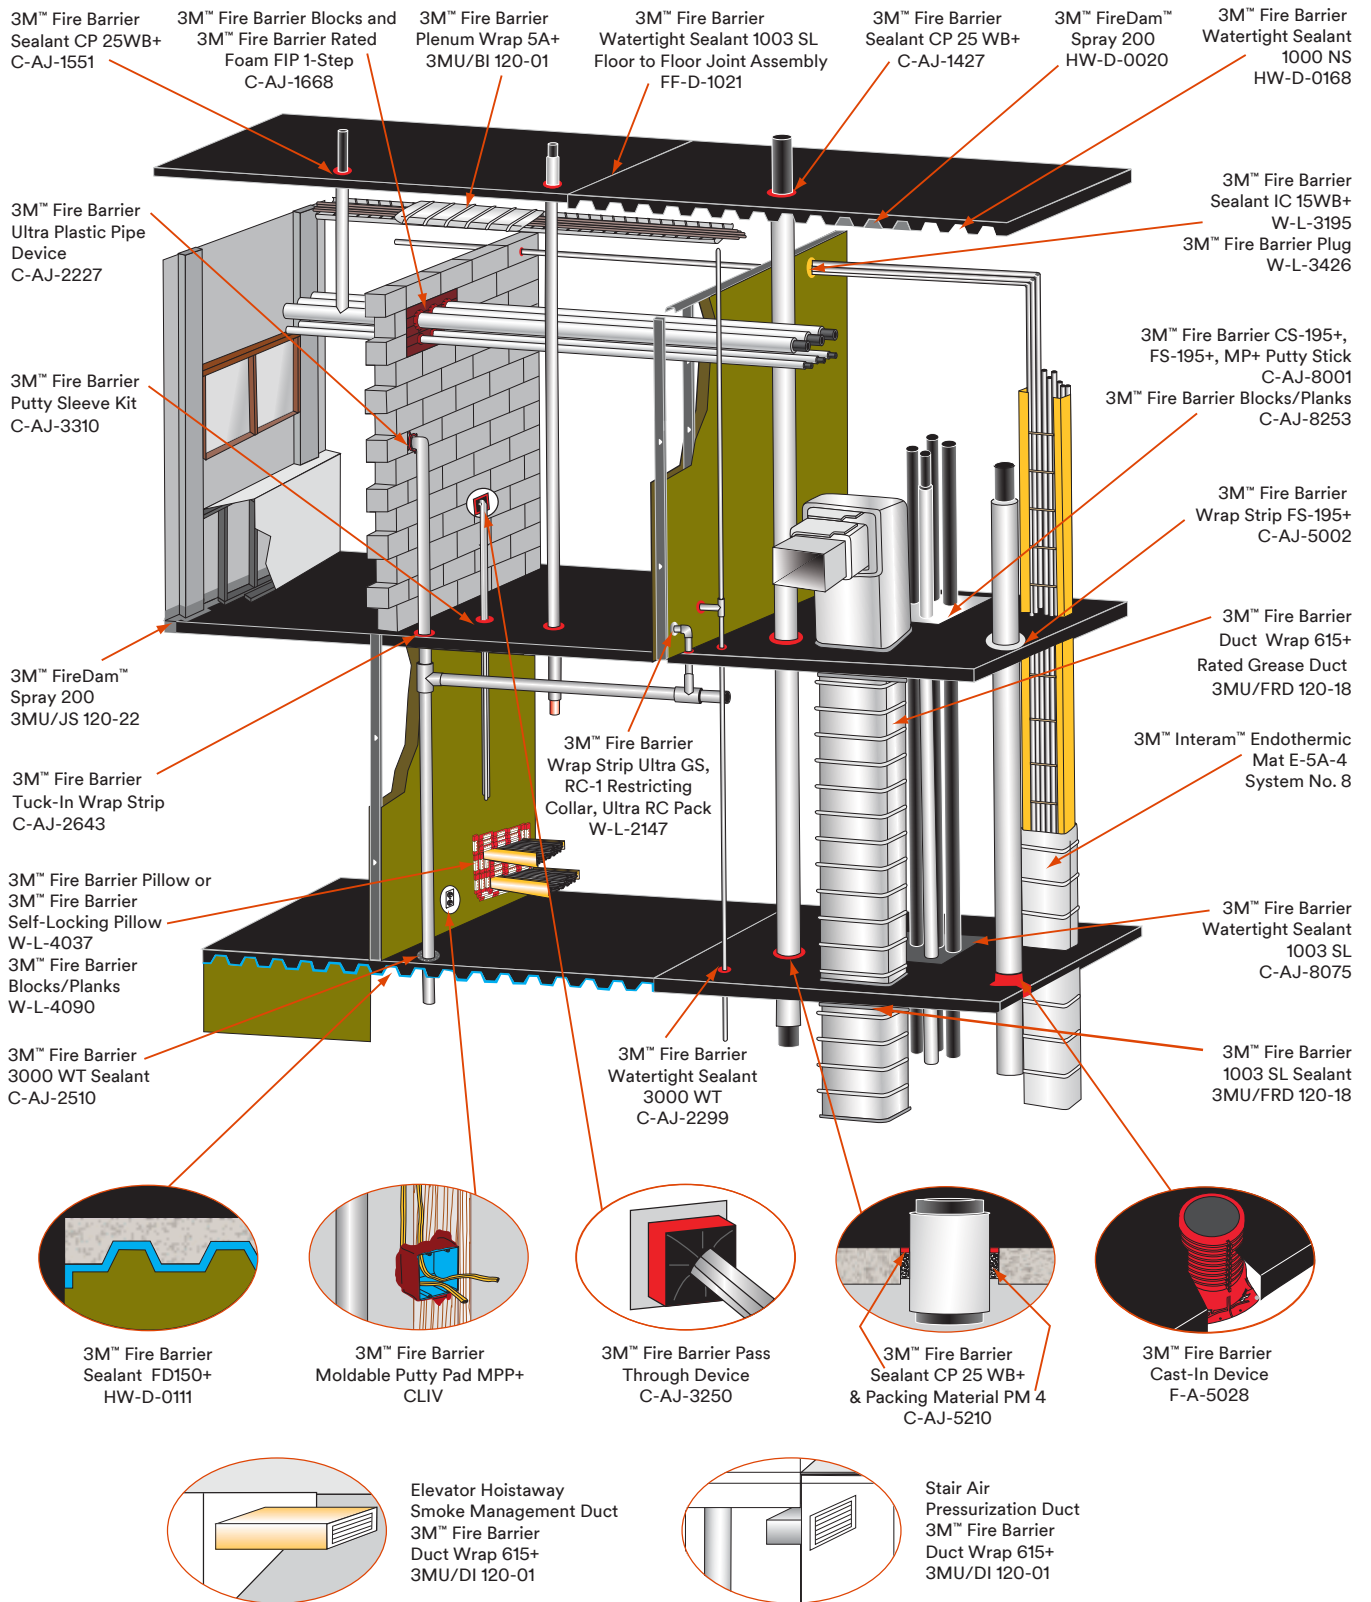 3M™ Fire Barrier
Sealant CP 25WB+
C-AJ-1551
3M™ Fire Barrier Blocks and
3M™ Fire Barrier Rated
Foam FIP 1-Step
C-AJ-1668
3M™ Fire Barrier
Plenum Wrap 5A+
3MU/BI 120-01
3M™ Fire Barrier
Watertight Sealant 1003 SL
Floor to Floor Joint Assembly
FF-D-1021
3M™ Fire Barrier
Sealant CP 25 WB+
C-AJ-1427
3M™ FireDam™
Spray 200
HW-D-0020
3M™ Fire Barrier
Watertight Sealant
1000 NS
HW-D-0168
3M™ Fire Barrier
Ultra Plastic Pipe
Device
C-AJ-2227
3M™ Fire Barrier
Sealant IC 15WB+
W-L-3195
3M™ Fire Barrier Plug
W-L-3426
3M™ Fire Barrier
Putty Sleeve Kit
C-AJ-3310
3M™ Fire Barrier CS-195+,
FS-195+, MP+ Putty Stick
C-AJ-8001
3M™ Fire Barrier Blocks/Planks
C-AJ-8253
3M™ Fire Barrier
Wrap Strip FS-195+
C-AJ-5002
3M™ Fire Barrier
Duct Wrap 615+
Rated Grease Duct
3MU/FRD 120-18
3M™ FireDam™
Spray 200
3MU/JS 120-22
3M™ Fire Barrier
Tuck-In Wrap Strip
C-AJ-2643
3M™ Fire Barrier
Wrap Strip Ultra GS,
RC-1 Restricting
Collar, Ultra RC Pack
W-L-2147
3M™ Interam™ Endothermic
Mat E-5A-4
System No. 8
3M™ Fire Barrier Pillow or
3M™ Fire Barrier
Self-Locking Pillow
W-L-4037
3M™ Fire Barrier
Blocks/Planks
W-L-4090
3M™ Fire Barrier
Watertight Sealant
1003 SL
C-AJ-8075
3M™ Fire Barrier
3000 WT Sealant
C-AJ-2510
3M™ Fire Barrier
Watertight Sealant
3000 WT
C-AJ-2299
3M™ Fire Barrier
1003 SL Sealant
3MU/FRD 120-18
3M™ Fire Barrier
Sealant FD150+
HW-D-0111
3M™ Fire Barrier
Moldable Putty Pad MPP+
CLIV
3M™ Fire Barrier Pass
Through Device
C-AJ-3250
3M™ Fire Barrier
Sealant CP 25 WB+
& Packing Material PM 4
C-AJ-5210
3M™ Fire Barrier
Cast-In Device
F-A-5028
Elevator Hoistaway
Smoke Management Duct
3M™ Fire Barrier
Duct Wrap 615+
3MU/DI 120-01
Stair Air
Pressurization Duct
3M™ Fire Barrier
Duct Wrap 615+
3MU/DI 120-01